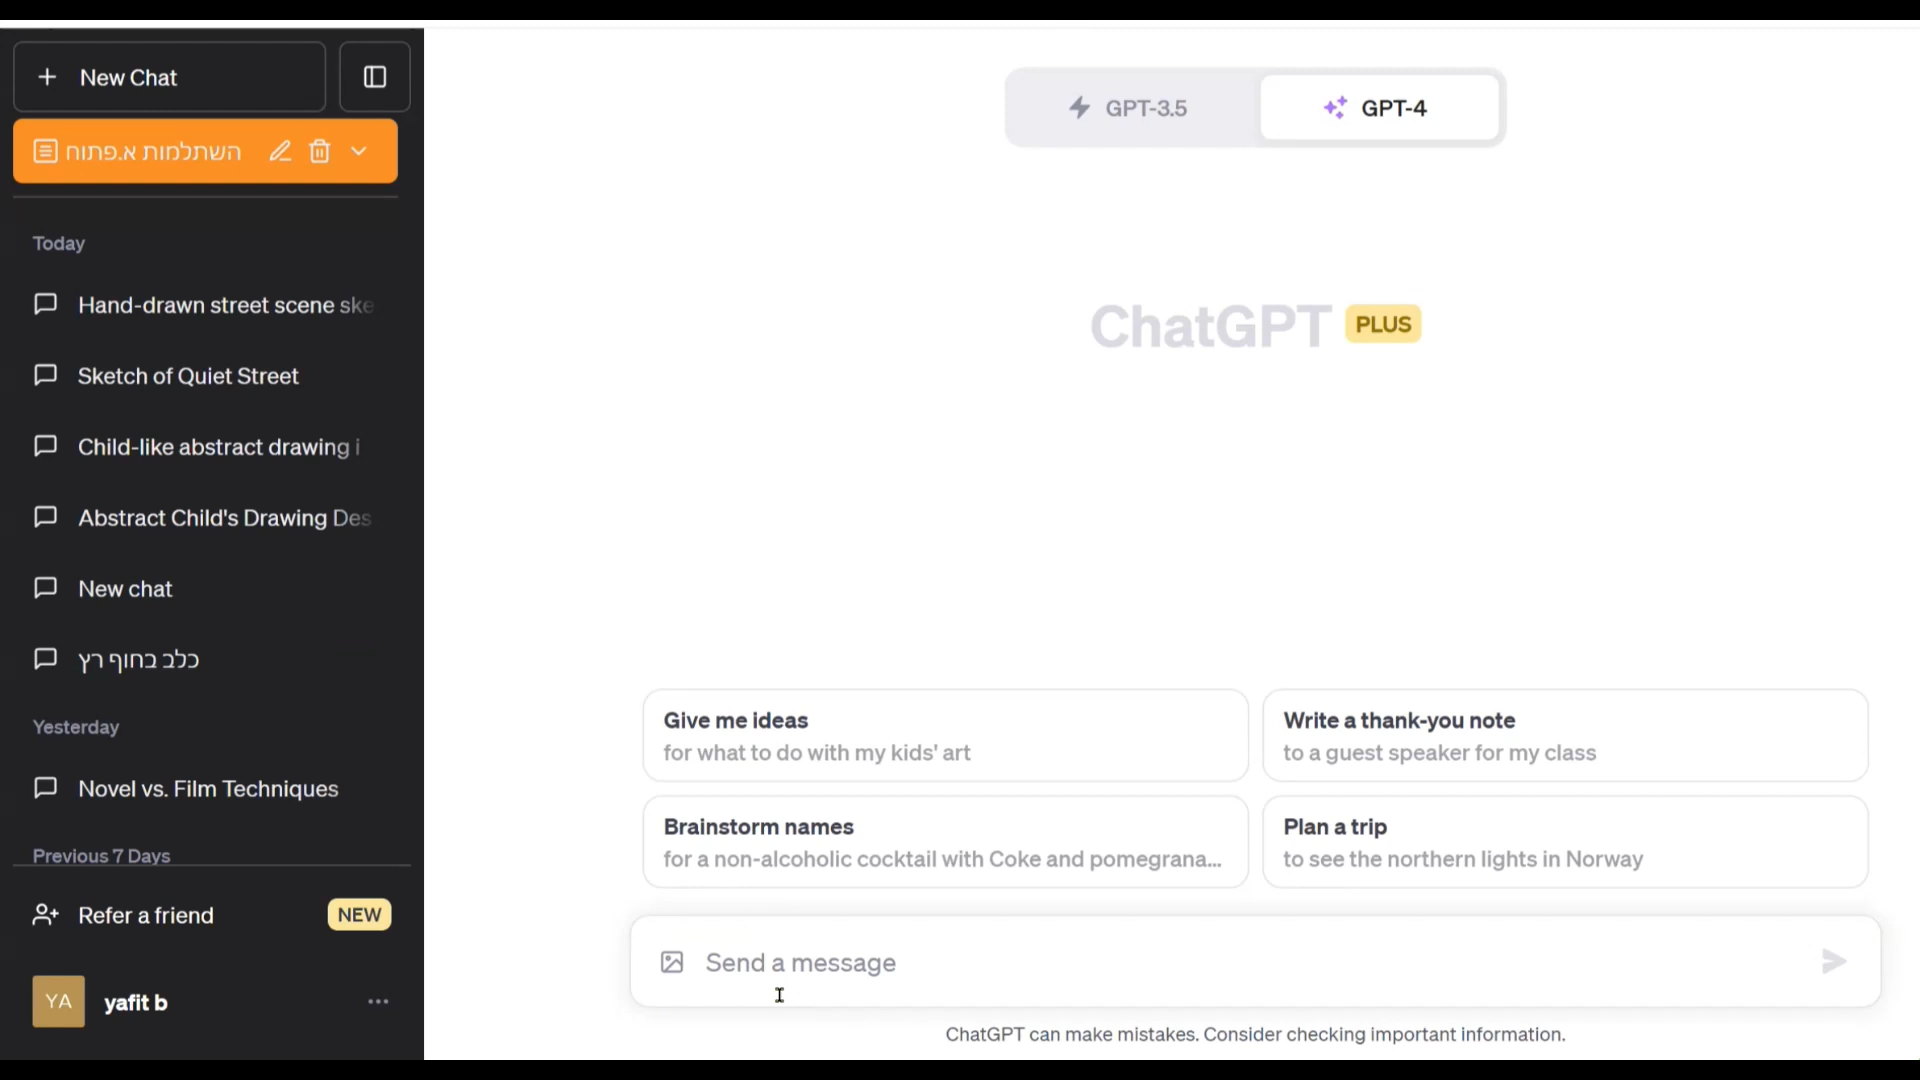 New Chat
השתלמות א.פתוח
Today
Hand-drawn street scene ske
Sketch of Quiet Street
Child-like abstract drawing i
Abstract Child's Drawing Des
New chat
כלב בחוף רץ
Yesterday
Novel vs. Film Techniques
Previous 7 Days
Refer a friend NEW
YA yafit b
GPT-3.5 GPT-4
ChatGPT PLUS
Give me ideas
for what to do with my kids' art
Write a thank-you note
to a guest speaker for my class
Brainstorm names
for a non-alcoholic cocktail with Coke and pomegrana...
Plan a trip
to see the northern lights in Norway
Send a message
ChatGPT can make mistakes. Consider checking important information.